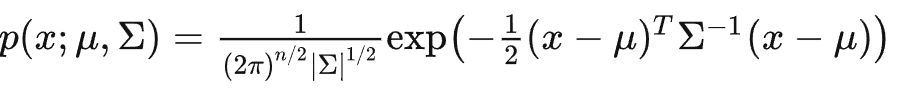 p(x; μ, Σ) = 1 / ((2π)^{n/2} |Σ|^{1/2}) exp(−1/2 (x − μ)^T Σ^{−1} (x − μ))